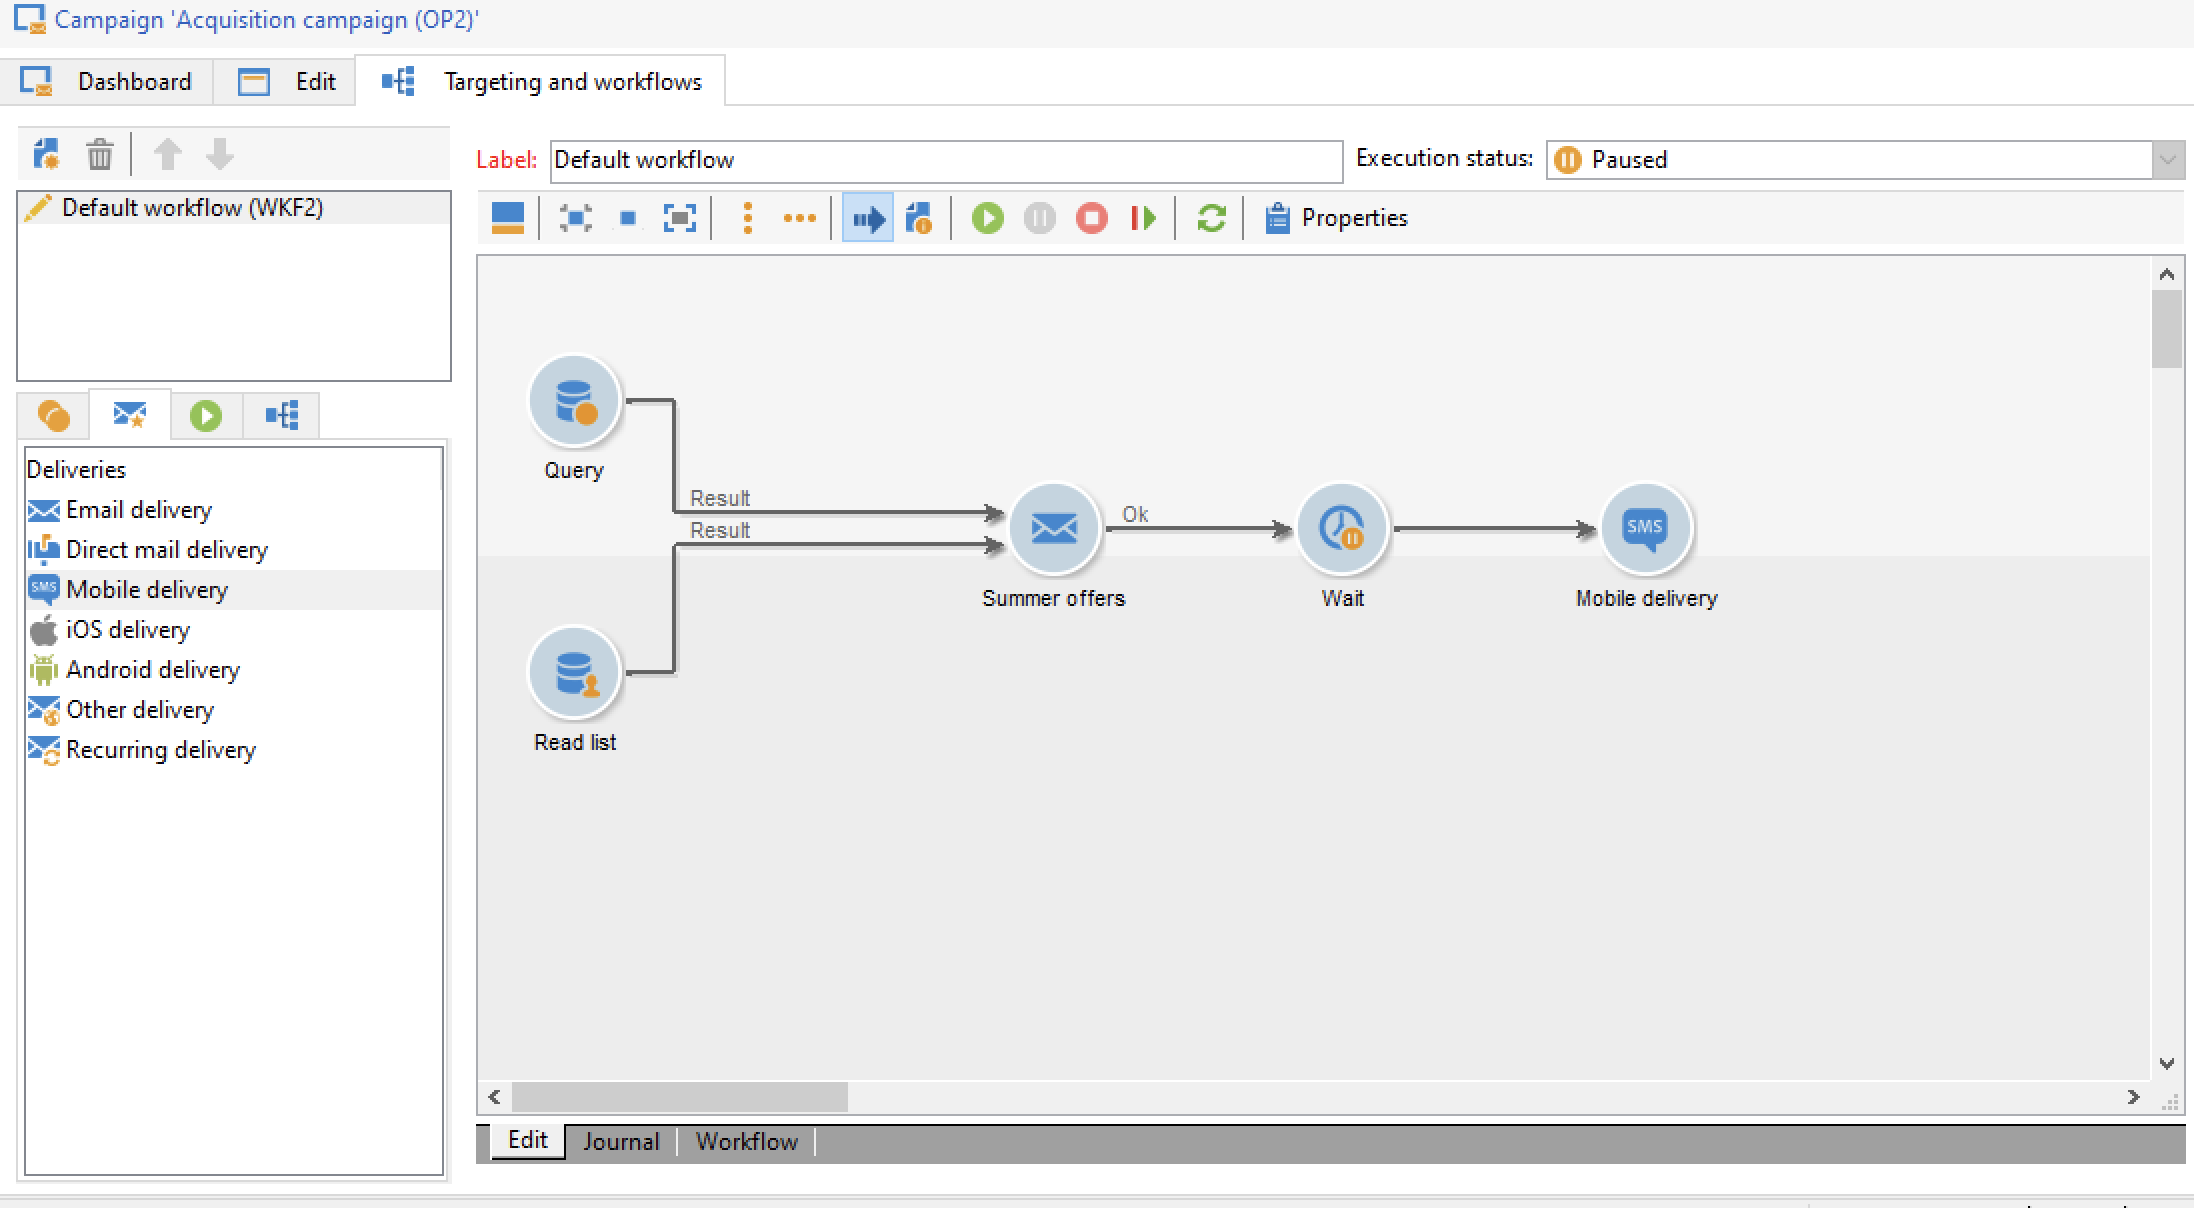 Campaign 'Acquisition campaign (OP2)'
Dashboard
Edit
Targeting and workflows
Label:
Default workflow
Execution status:
Paused
Default workflow (WKF2)
Properties
Deliveries
Email delivery
Direct mail delivery
SMS
Mobile delivery
iOS delivery
Android delivery
Other delivery
Recurring delivery
Query
Result
Result
Ok
SMS
Summer offers
Wait
Mobile delivery
Read list
Edit
Journal
Workflow